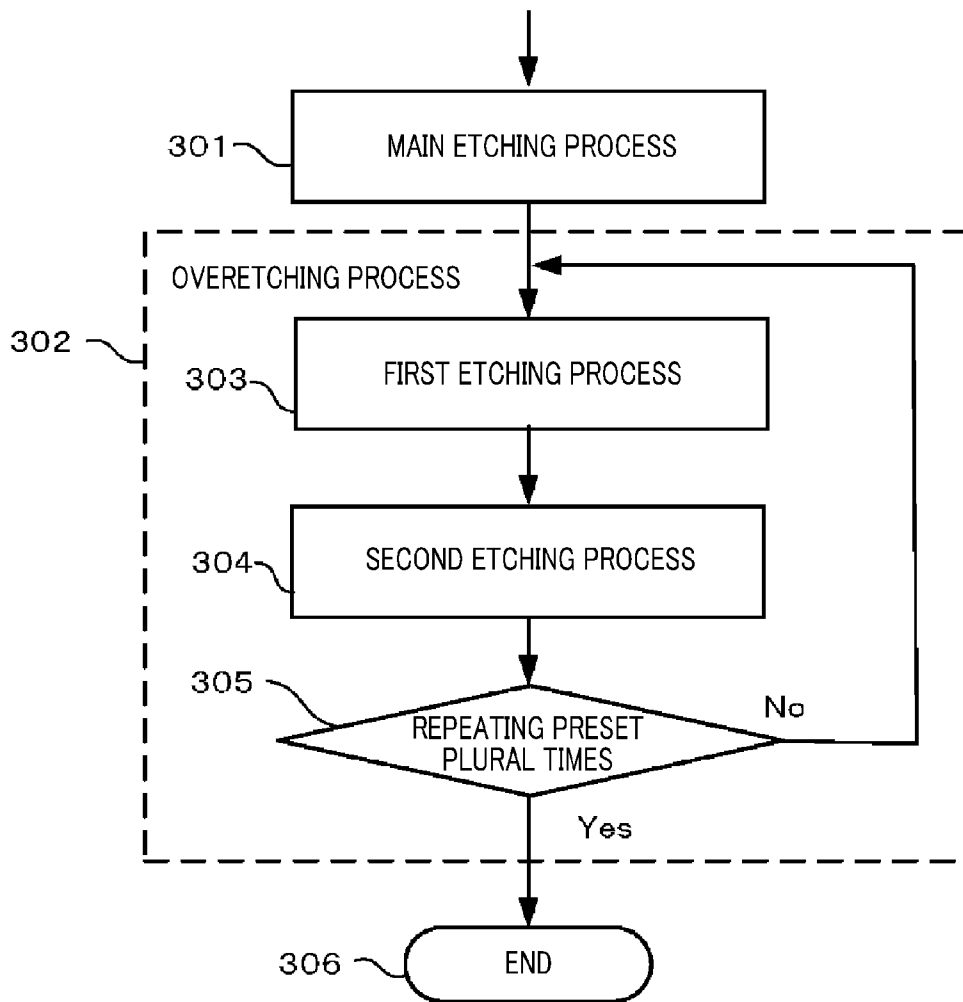 301
MAIN ETCHING PROCESS
OVERETCHING PROCESS
302
303
FIRST ETCHING PROCESS
304
SECOND ETCHING PROCESS
305
REPEATING PRESET
PLURAL TIMES
No
Yes
306
END